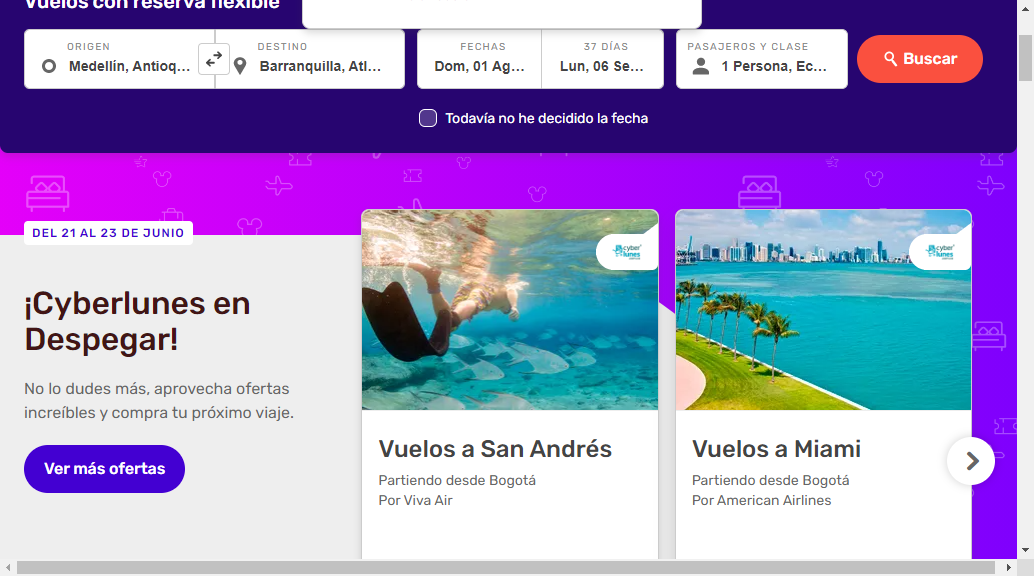 Vuelos con reserva flexible
ORIGEN
Medellín, Antioq...
DESTINO
Barranquilla, Atl...
FECHAS
Dom, 01 Ag...
37 DÍAS
Lun, 06 Se...
PASAJEROS Y CLASE
1 Persona, Ec...
Buscar
Todavía no he decidido la fecha
DEL 21 AL 23 DE JUNIO
¡Cyberlunes en
Despegar!
No lo dudes más, aprovecha ofertas
increíbles y compra tu próximo viaje.
Ver más ofertas
cyber
lunes
Vuelos a San Andrés
Partiendo desde Bogotá
Por Viva Air
cyber
lunes
Vuelos a Miami
Partiendo desde Bogotá
Por American Airlines